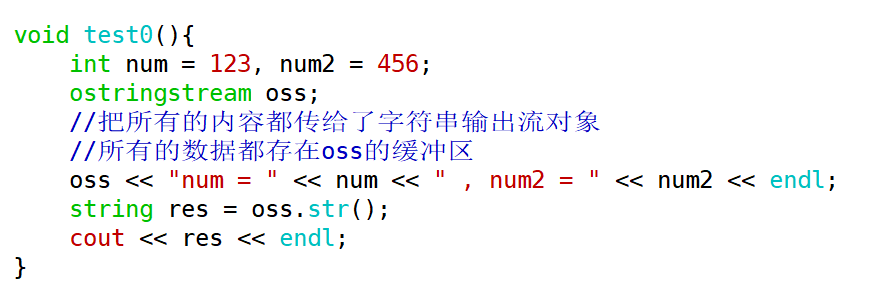 void test0(){
    int num = 123, num2 = 456;
    ostringstream oss;
    //把所有的内容都传给了字符串输出流对象
    //所有的数据都存在oss的缓冲区
    oss << "num = " << num << " , num2 = " << num2 << endl;
    string res = oss.str();
    cout << res << endl;
}